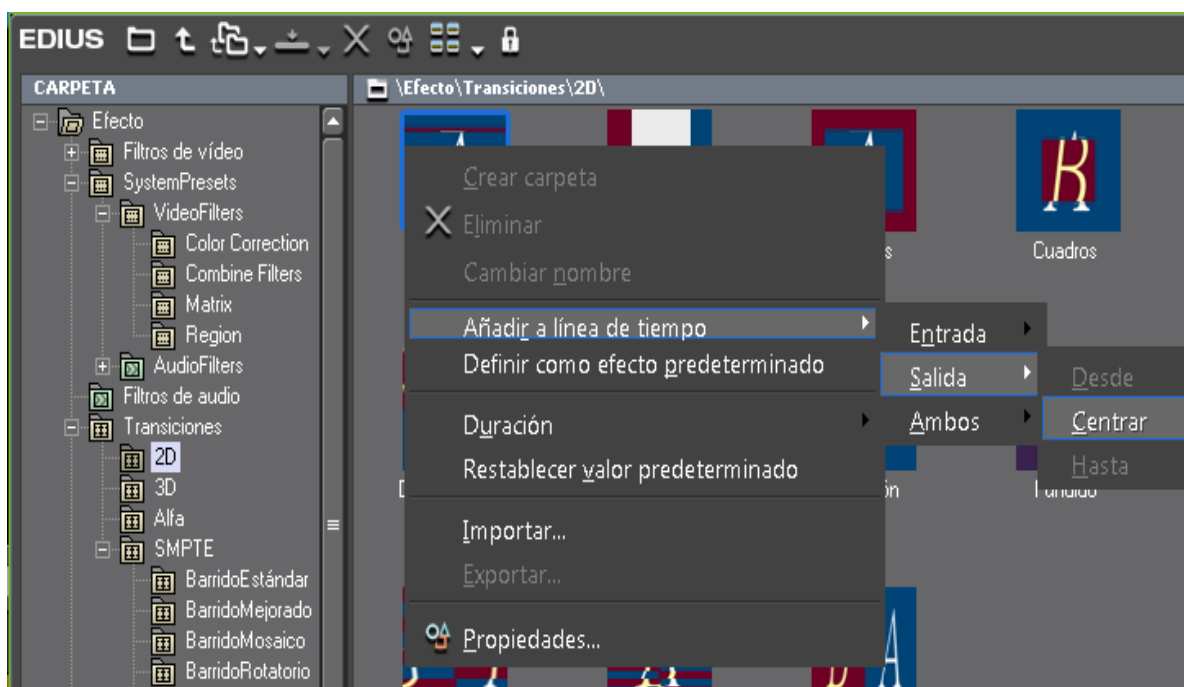 EDIUS
CARPETA
\Efecto\Transiciones\2D\
Efecto
Filtros de vídeo
SystemPresets
VideoFilters
Color Correction
Combine Filters
Matrix
Region
AudioFilters
Filtros de audio
Transiciones
2D
3D
Alfa
SMPTE
BarridoEstándar
BarridoMejorado
BarridoMosaico
BarridoRotatorio
Cuadros
Crear carpeta
Eliminar
Cambiar nombre
Añadir a línea de tiempo
Definir como efecto predeterminado
Duración
Restablecer valor predeterminado
Importar...
Exportar...
Propiedades...
Entrada
Salida
Ambos
Desde
Centrar
Hasta
Fundido